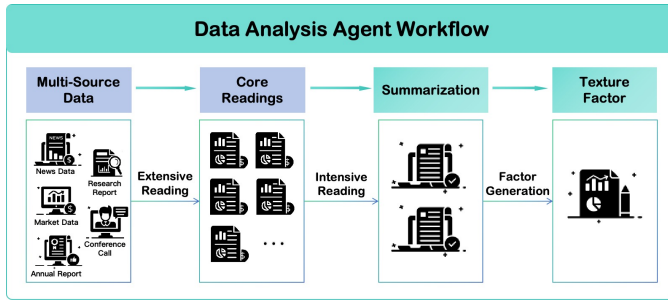 Data Analysis Agent Workflow
Multi-Source
Data
Core
Readings
Summarization
Texture
Factor
NEWS
News Data
Research
Report
Market Data
Conference
Call
Annual Report
Extensive
Reading
Intensive
Reading
Factor
Generation
...